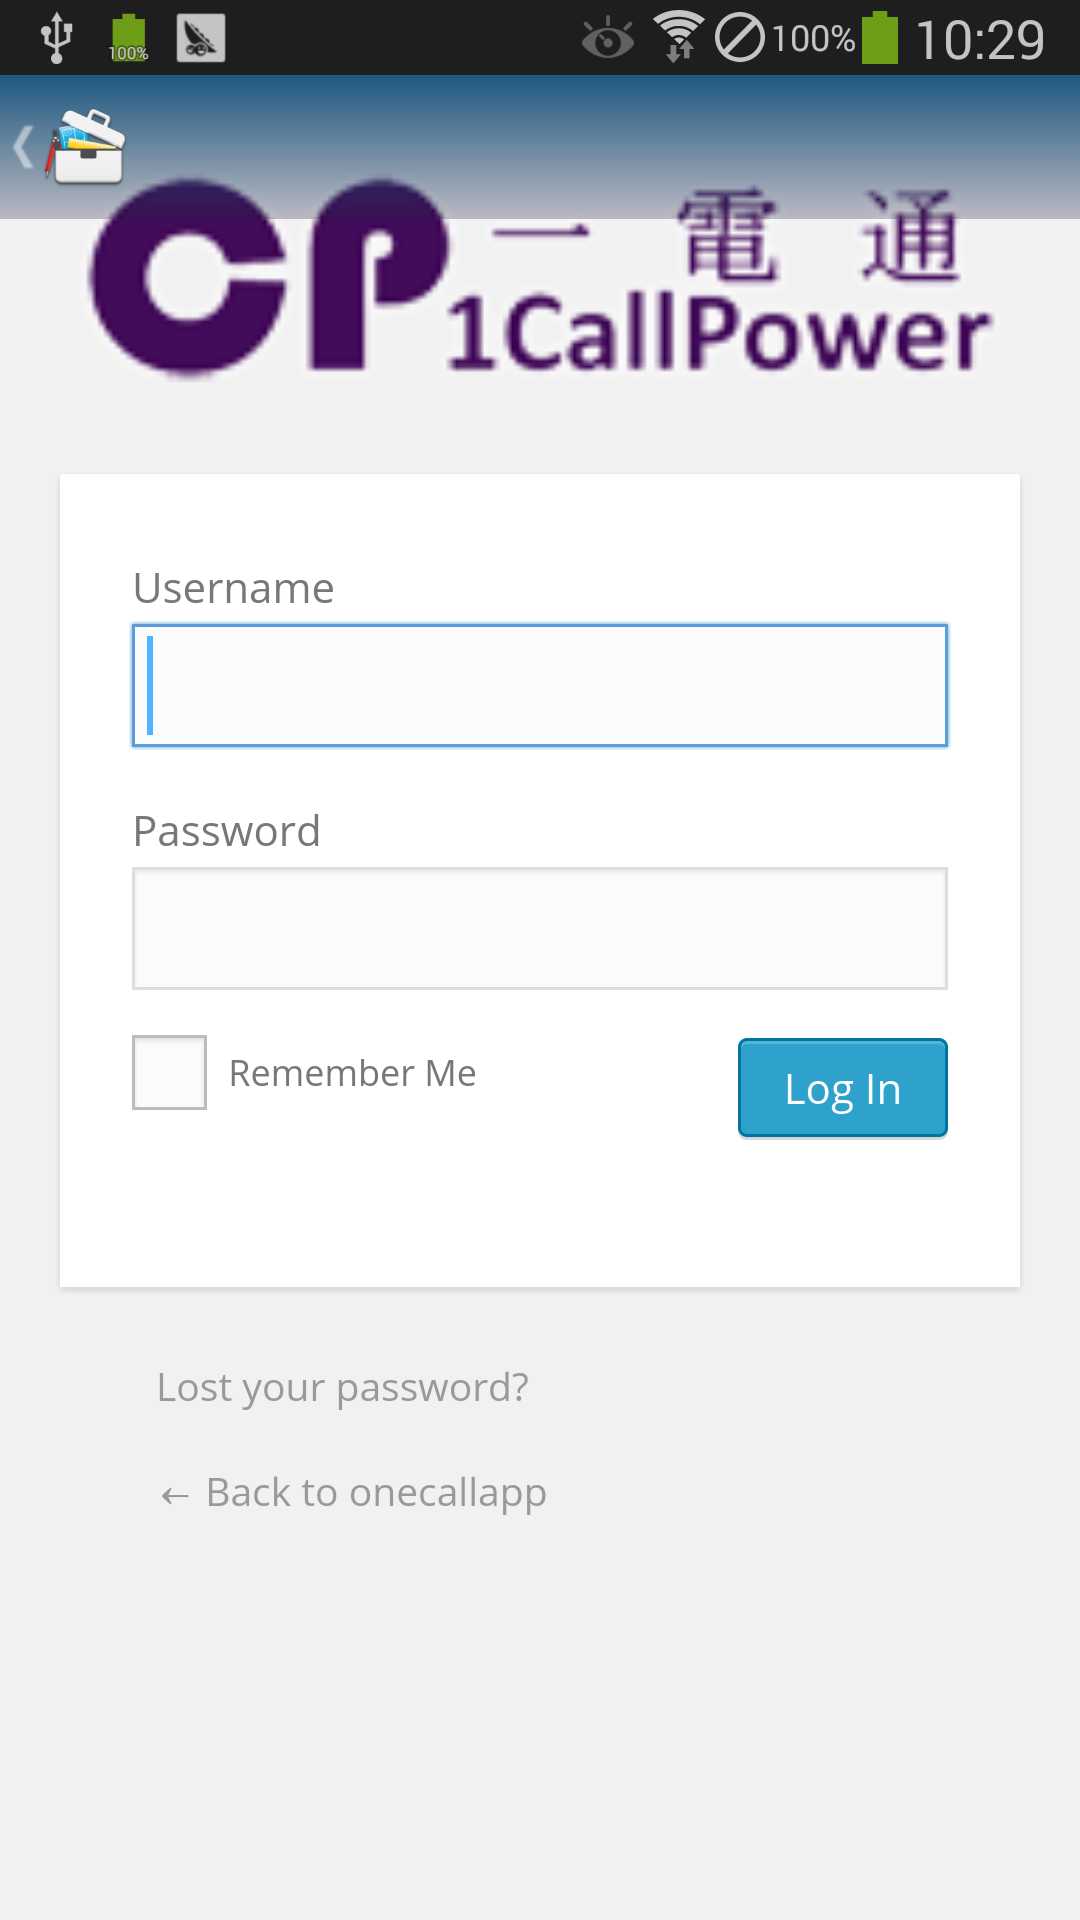 100% 100% 10:29
CP 一電通
1CallPower
Username
Password
Remember Me
Log In
Lost your password?
← Back to onecallapp